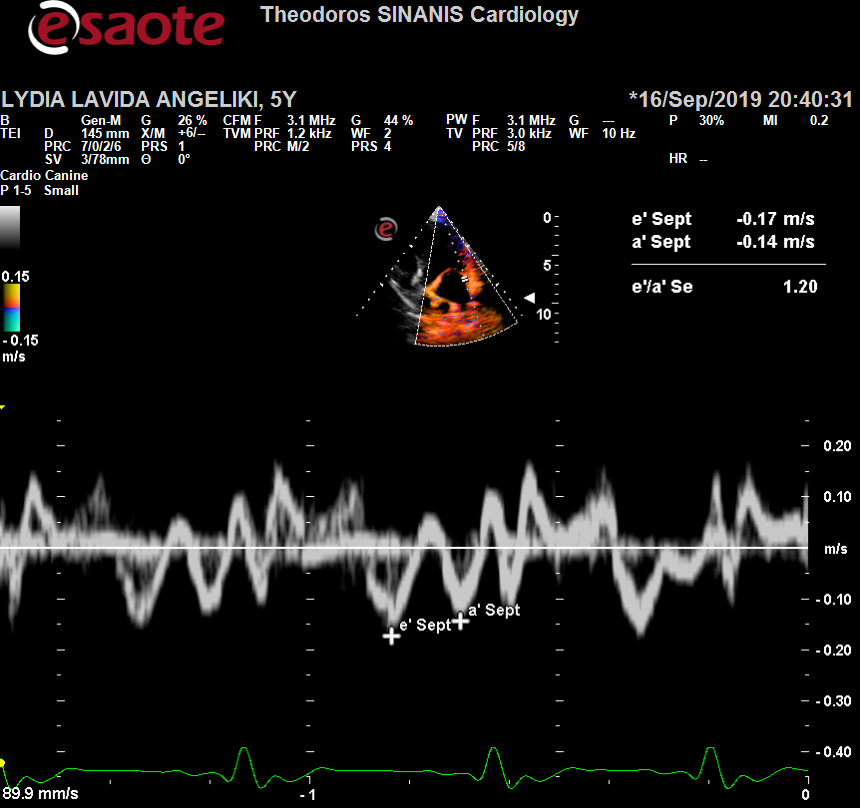 esaote
Theodoros SINANIS Cardiology
LYDIA LAVIDA ANGELIKI, 5Y *16/Sep/2019 20:40:31
B Gen-M G 26 % CFM F 3.1 MHz G 44 % PW F 3.1 MHz G --- P 30% MI 0.2
TEI D 145 mm X/M +6/-- TVM PRF 1.2 kHz WF 2 TV PRF 3.0 kHz WF 10 Hz
PRC 7/0/2/6 PRS 1 PRC M/2 PRS 4 PRC 5/8
SV 3/78mm Θ 0° HR --
Cardio Canine
P 1-5 Small
e
0
5
10
e' Sept -0.17 m/s
a' Sept -0.14 m/s
e'/a' Se 1.20
0.15
-0.15
m/s
0.20
0.10
m/s
-0.10
-0.20
-0.30
-0.40
e' Sept
a' Sept
89.9 mm/s -1 0